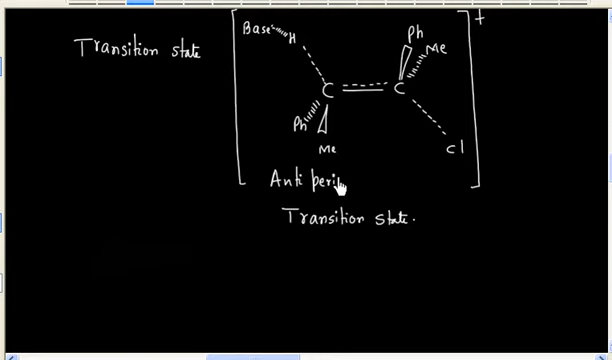 Transition state
Base H
Ph
Me
C C
Ph
Me
Cl
Anti peri
Transition state.